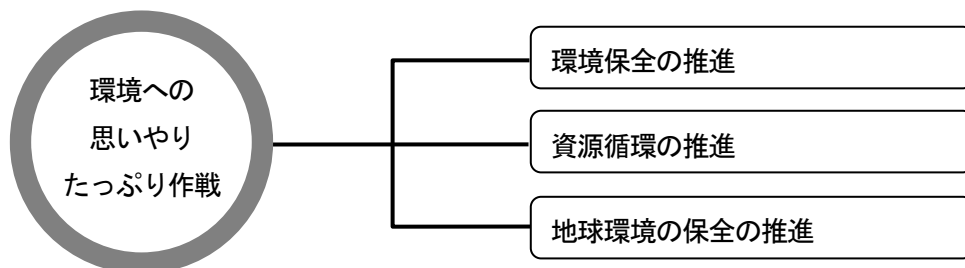 環境への
思いやり
たっぷり作戦
環境保全の推進
資源循環の推進
地球環境の保全の推進